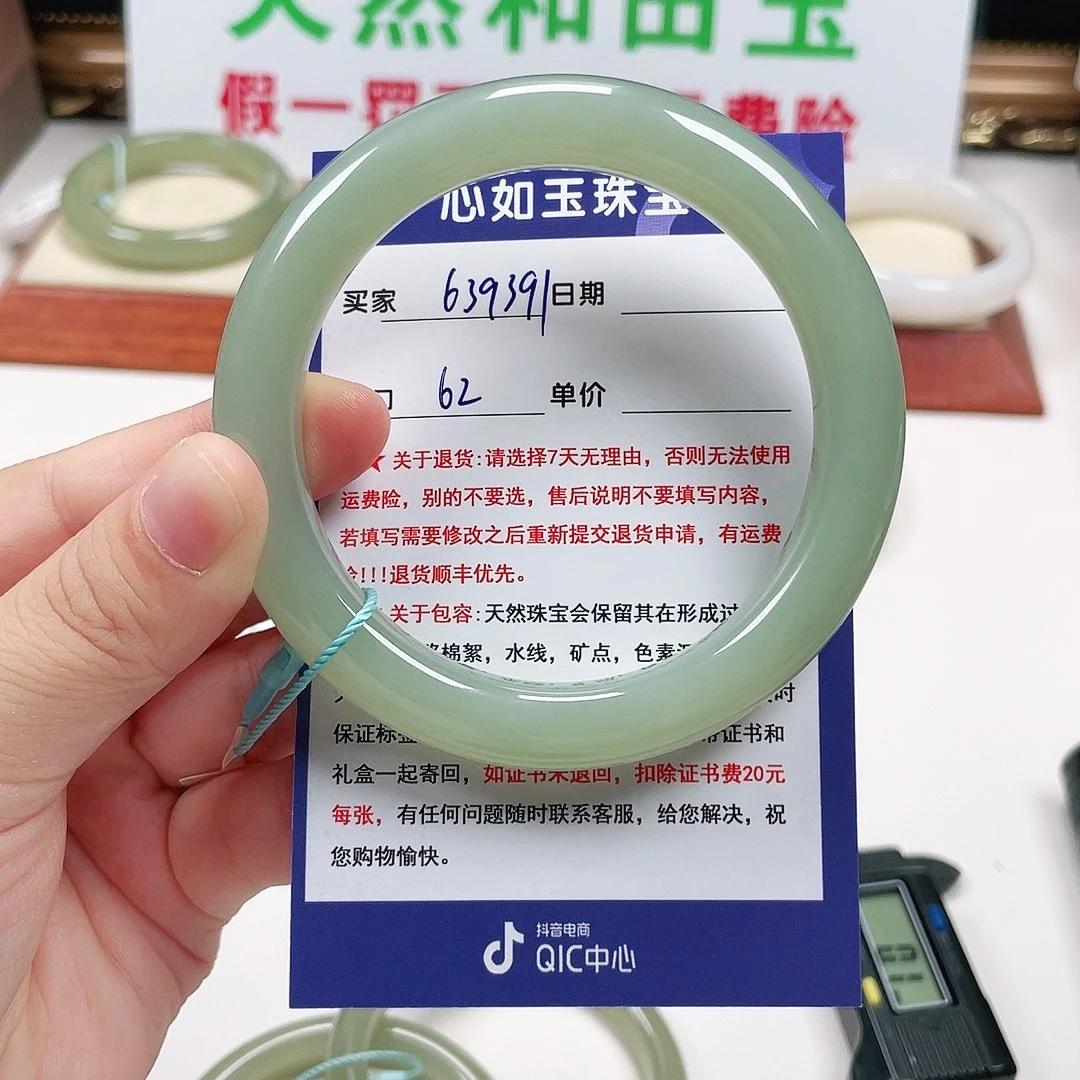 天然和田玉
假一罚
费险
心如玉珠宝
买家 639391 日期
口 62 单价
★ 关于退货:请选择7天无理由，否则无法使用
运费险，别的不要选，售后说明不要填写内容，
若填写需要修改之后重新提交退货申请，有运费
险!!!退货顺丰优先。
关于包容:天然珠宝会保留其在形成过
棉絮，水线，矿点，色素
时
保证标签 带证书和
礼盒一起寄回，如证书未退回，扣除证书费20元
每张，有任何问题随时联系客服，给您解决，祝
您购物愉快。
抖音电商
QIC中心